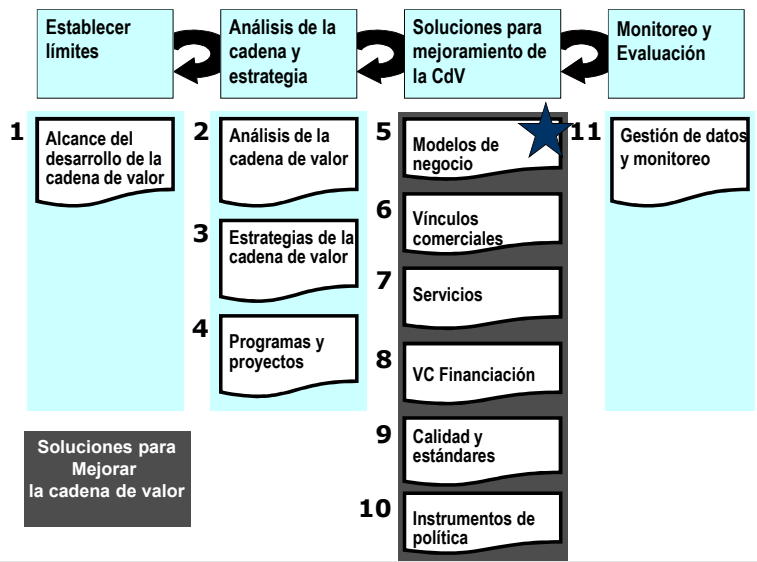 Establecer
límites
Análisis de la
cadena y
estrategia
Soluciones para
mejoramiento de
la CdV
Monitoreo y
Evaluación
1
Alcance del
desarrollo de la
cadena de valor
2
Análisis de la
cadena de valor
3
Estrategias de la
cadena de valor
4
Programas y
proyectos
5
Modelos de
negocio
6
Vínculos
comerciales
7
Servicios
8
VC Financiación
9
Calidad y
estándares
10
Instrumentos de
política
11
Gestión de datos
y monitoreo
Soluciones para
Mejorar
la cadena de valor